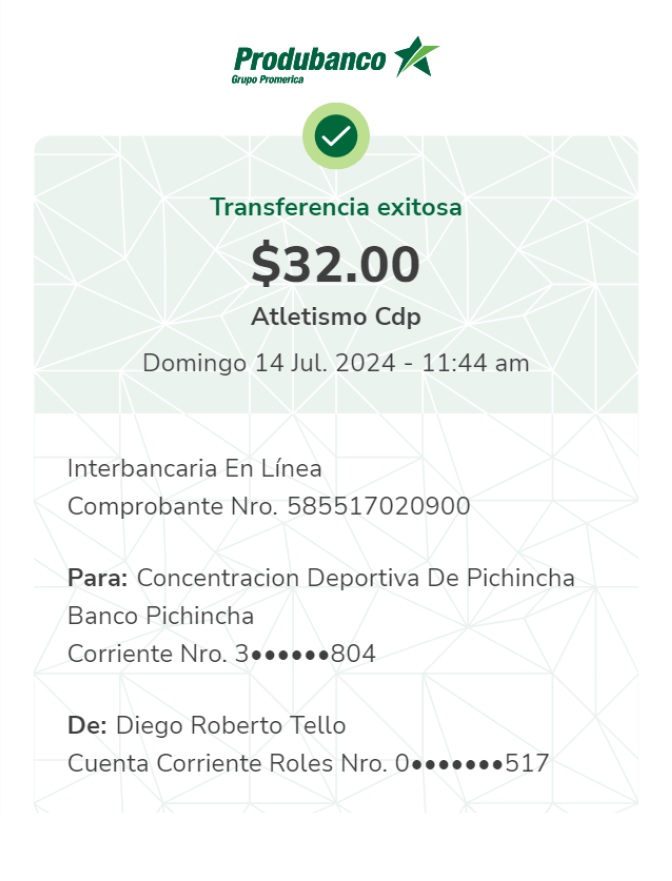 Produbanco
Grupo Promerica
Transferencia exitosa
$32.00
Atletismo Cdp
Domingo 14 Jul. 2024 - 11:44 am
Interbancaria En Línea
Comprobante Nro. 585517020900
Para: Concentracion Deportiva De Pichincha
Banco Pichincha
Corriente Nro. 3••••••804
De: Diego Roberto Tello
Cuenta Corriente Roles Nro. 0•••••••517